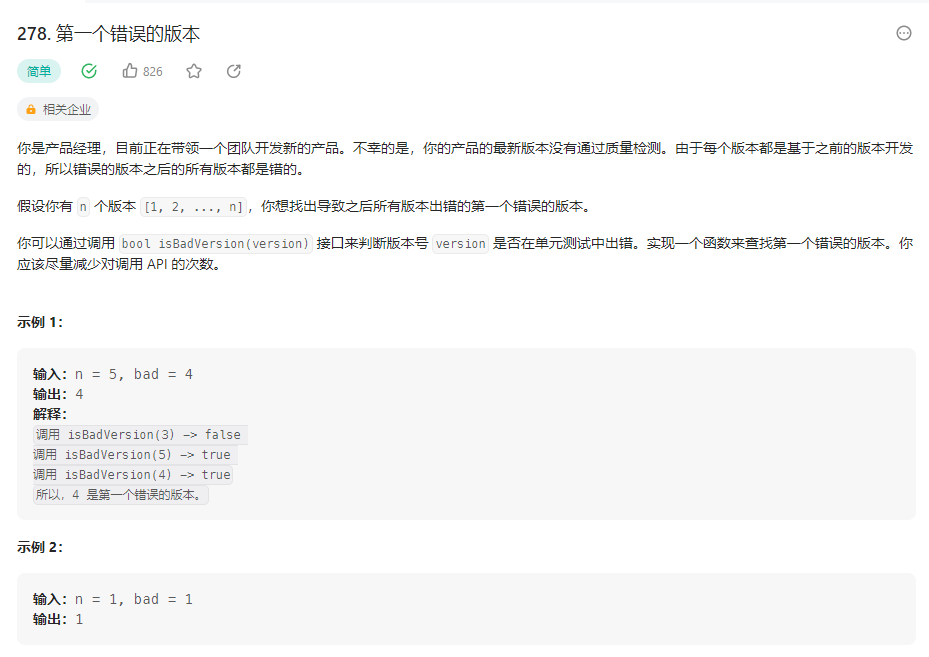 278. 第一个错误的版本
简单
826
相关企业
你是产品经理，目前正在带领一个团队开发新的产品。不幸的是，你的产品的最新版本没有通过质量检测。由于每个版本都是基于之前的版本开发
的，所以错误的版本之后的所有版本都是错的。
假设你有 n 个版本 [1, 2, ..., n]，你想找出导致之后所有版本出错的第一个错误的版本。
你可以通过调用 bool isBadVersion(version) 接口来判断版本号 version 是否在单元测试中出错。实现一个函数来查找第一个错误的版本。你
应该尽量减少对调用 API 的次数。
示例 1：
输入：n = 5, bad = 4
输出：4
解释：
调用 isBadVersion(3) -> false
调用 isBadVersion(5) -> true
调用 isBadVersion(4) -> true
所以，4 是第一个错误的版本。
示例 2：
输入：n = 1, bad = 1
输出：1